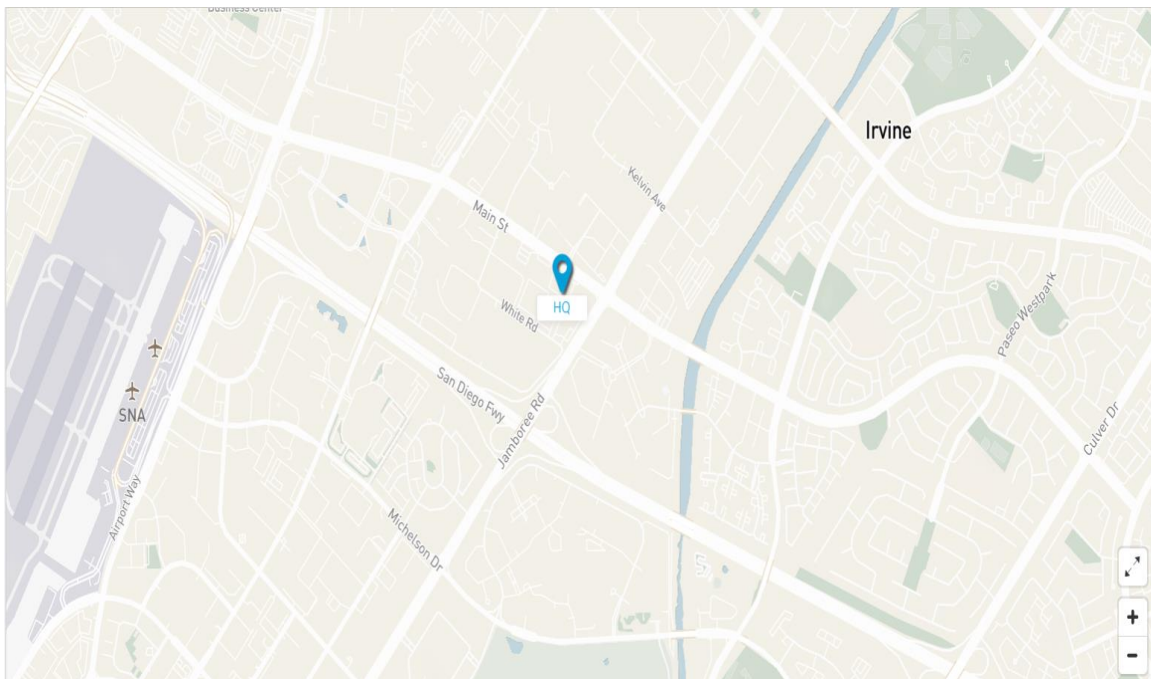 Business Center
Irvine
Kelvin Ave
Main St
HQ
White Rd
Paseo Westpark
San Diego Fwy
SNA
Jamboree Rd
Culver Dr
Airport Way
Michelson Dr
+
-